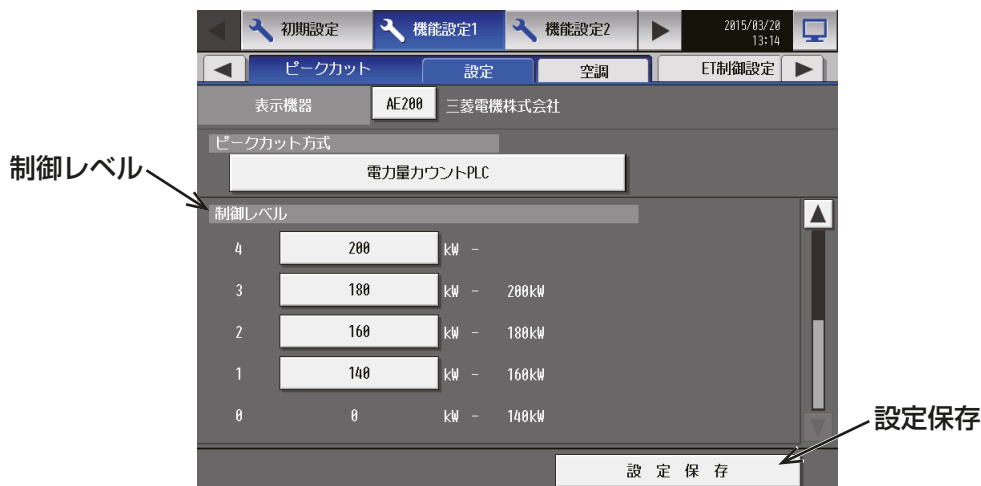 初期設定 機能設定1 機能設定2 2015/03/20
13:14
ピークカット 設定 空調 ET制御設定
表示機器 AE200 三菱電機株式会社
ピークカット方式
電力量カウントPLC
制御レベル
制御レベル
4 200 kW -
3 180 kW - 200kW
2 160 kW - 180kW
1 140 kW - 160kW
0 0 kW - 140kW
設定保存
設 定 保 存